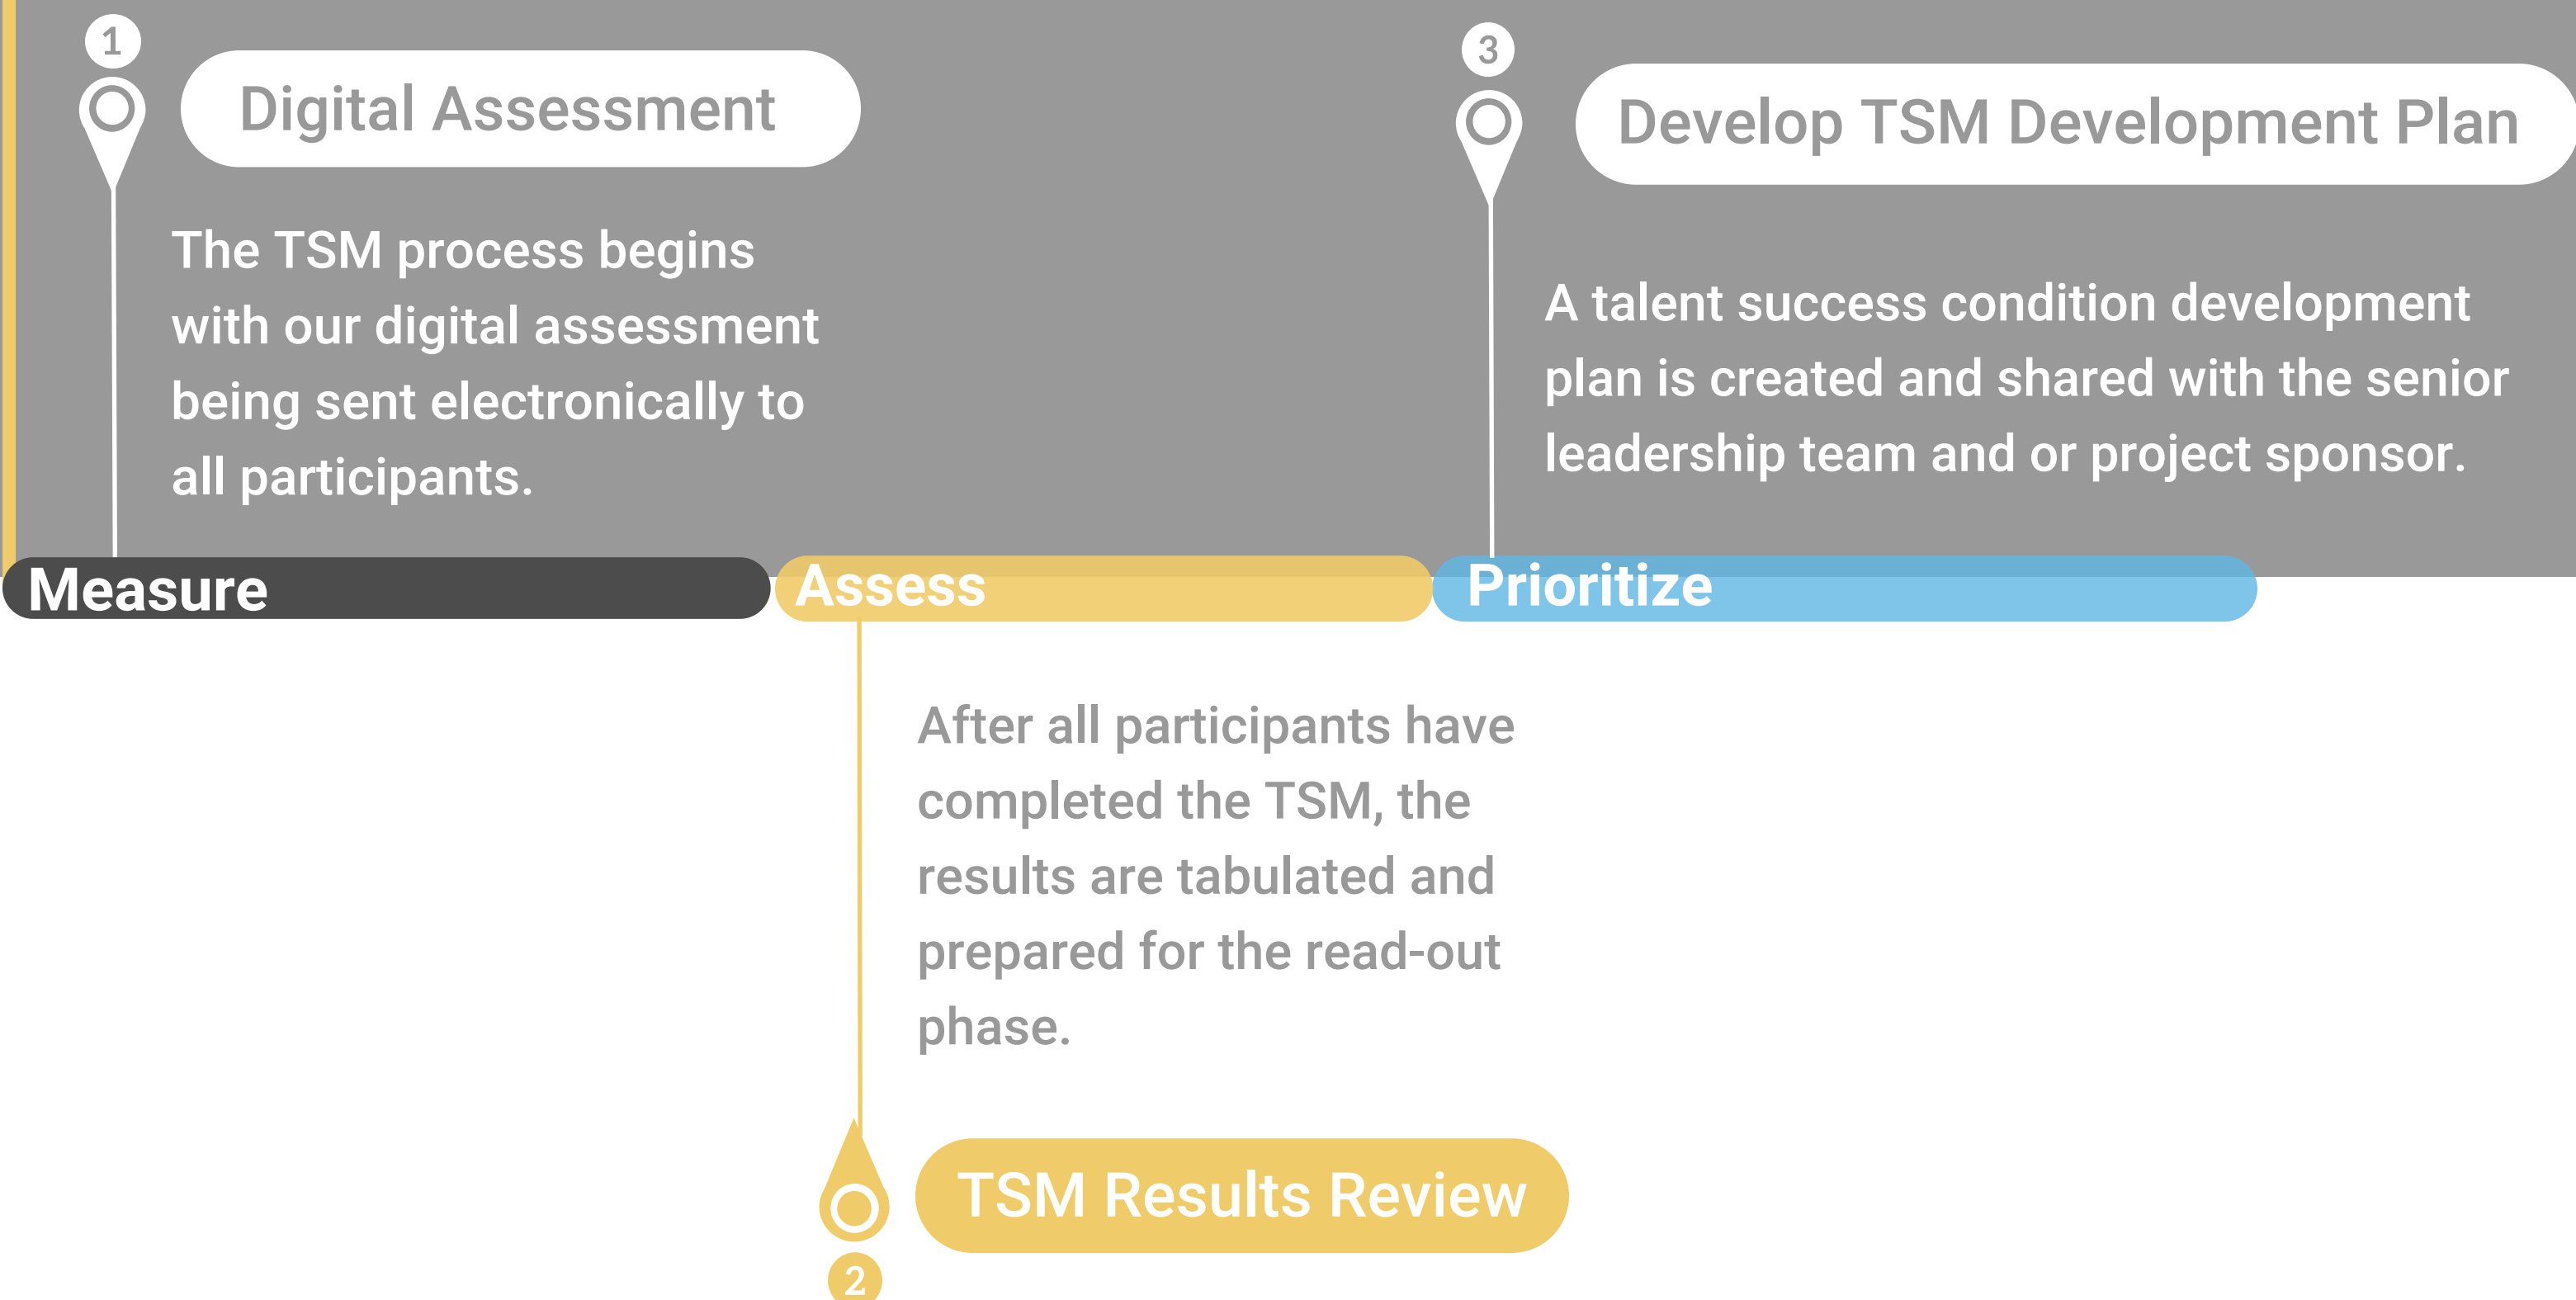 1
Digital Assessment
The TSM process begins
with our digital assessment
being sent electronically to
all participants.
3
Develop TSM Development Plan
A talent success condition development
plan is created and shared with the senior
leadership team and or project sponsor.
Measure
Assess
Prioritize
After all participants have
completed the TSM, the
results are tabulated and
prepared for the read-out
phase.
TSM Results Review
2